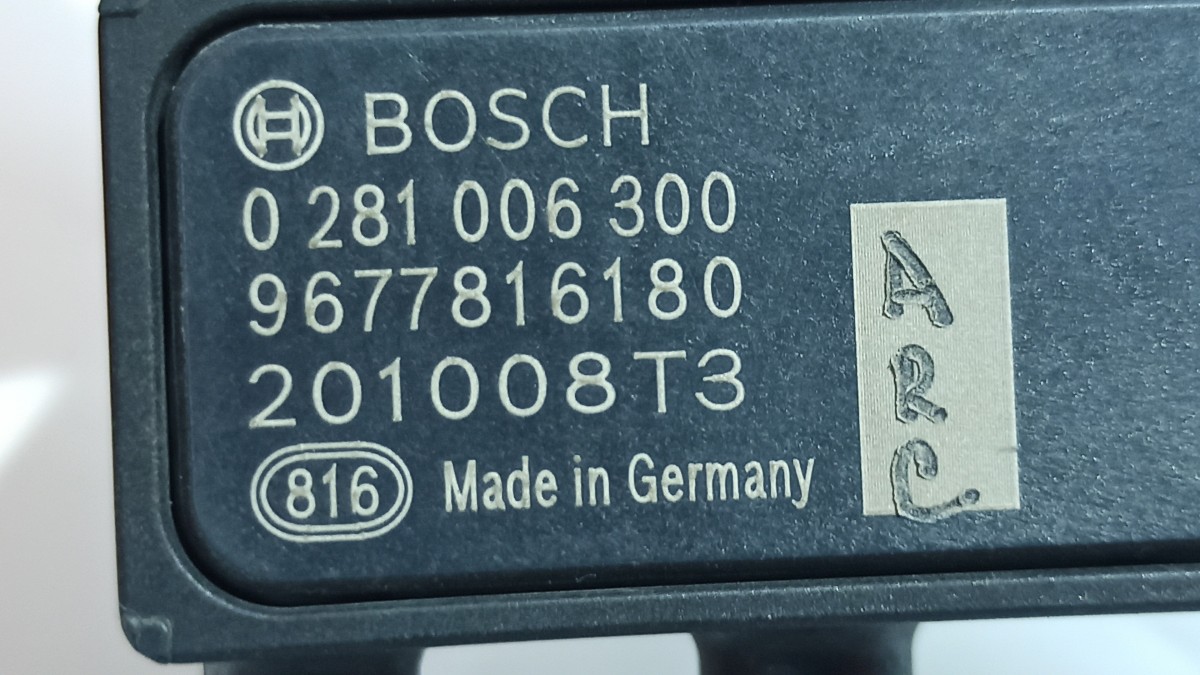 BOSCH
0 281 006 300
9677816180
201008T3
816 Made in Germany
A
R
C